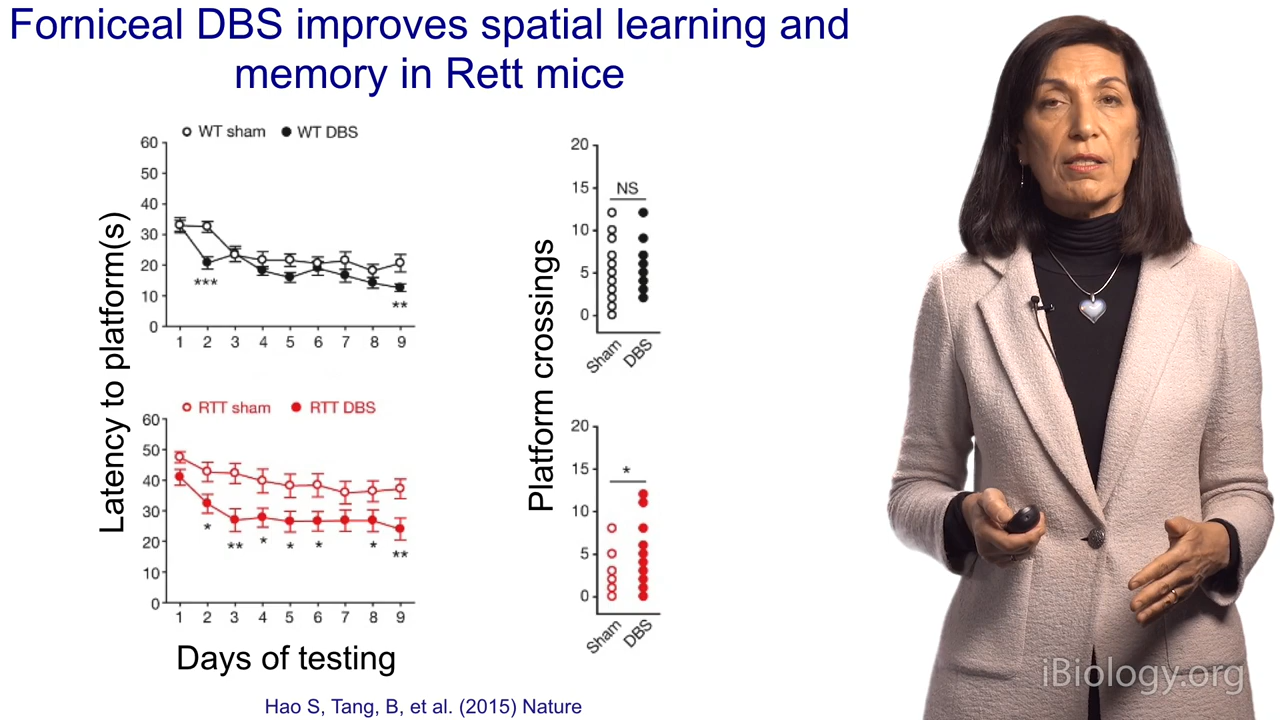 Forniceal DBS improves spatial learning and
memory in Rett mice
WT sham WT DBS
Latency to platform(s)
60
50
40
30
20
10
0
***
**
1 2 3 4 5 6 7 8 9
RTT sham RTT DBS
60
50
40
30
20
10
0
*
**
*
*
*
*
**
1 2 3 4 5 6 7 8 9
Days of testing
Platform crossings
20
15
10
5
0
NS
Sham DBS
20
15
10
5
0
*
Sham DBS
Hao S, Tang, B, et al. (2015) Nature
iBiology.org